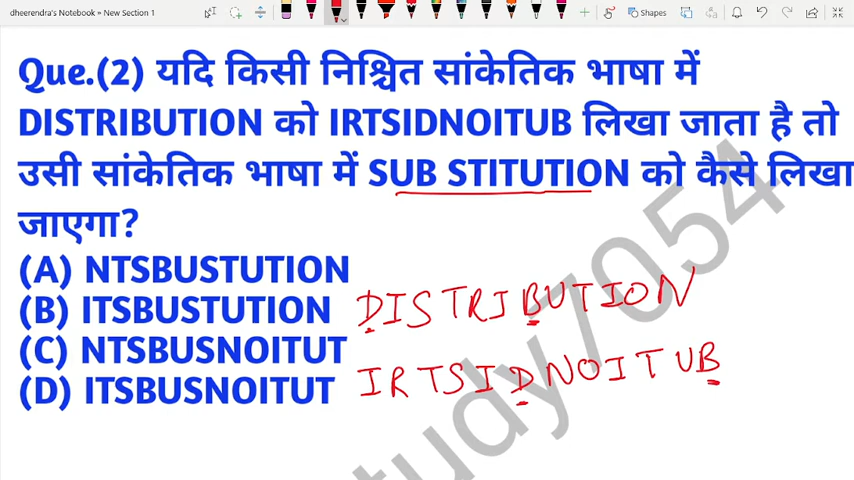 dheerendra's Notebook » New Section 1
Shapes
Que.(2) यदि किसी निश्चित सांकेतिक भाषा में
DISTRIBUTION को IRTSIDNOITUB लिखा जाता है तो
उसी सांकेतिक भाषा में SUB STITUTION को कैसे लिखा
जाएगा?
(A) NTSBUSTUTION
(B) ITSBUSTUTION
(C) NTSBUSNOITUT
(D) ITSBUSNOITUT
DISTRIBUTION
IRTSIDNOITUB
study7054